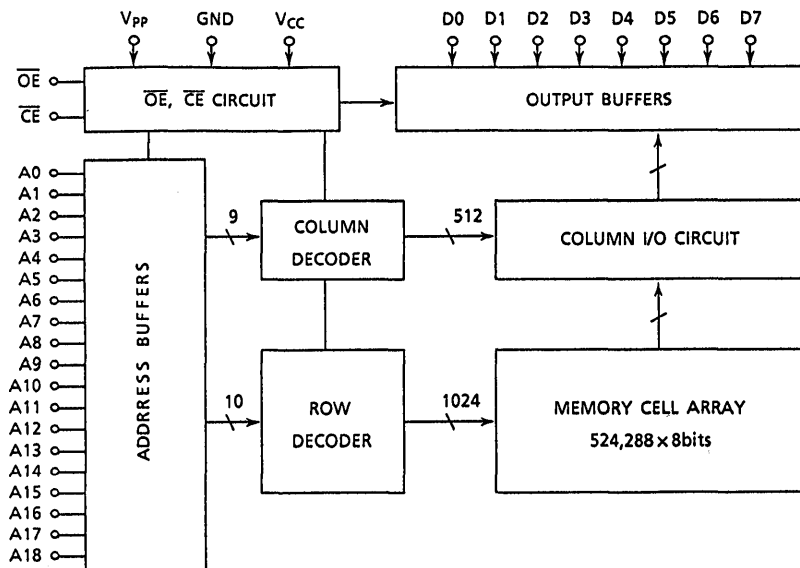 VPP GND VCC D0 D1 D2 D3 D4 D5 D6 D7
OE
CE
OE, CE CIRCUIT
OUTPUT BUFFERS
A0
A1
A2
A3
A4
A5
A6
A7
A8
A9
A10
A11
A12
A13
A14
A15
A16
A17
A18
ADDRRESS BUFFERS
9
COLUMN
DECODER
512
COLUMN I/O CIRCUIT
10
ROW
DECODER
1024
MEMORY CELL ARRAY
524,288×8bits